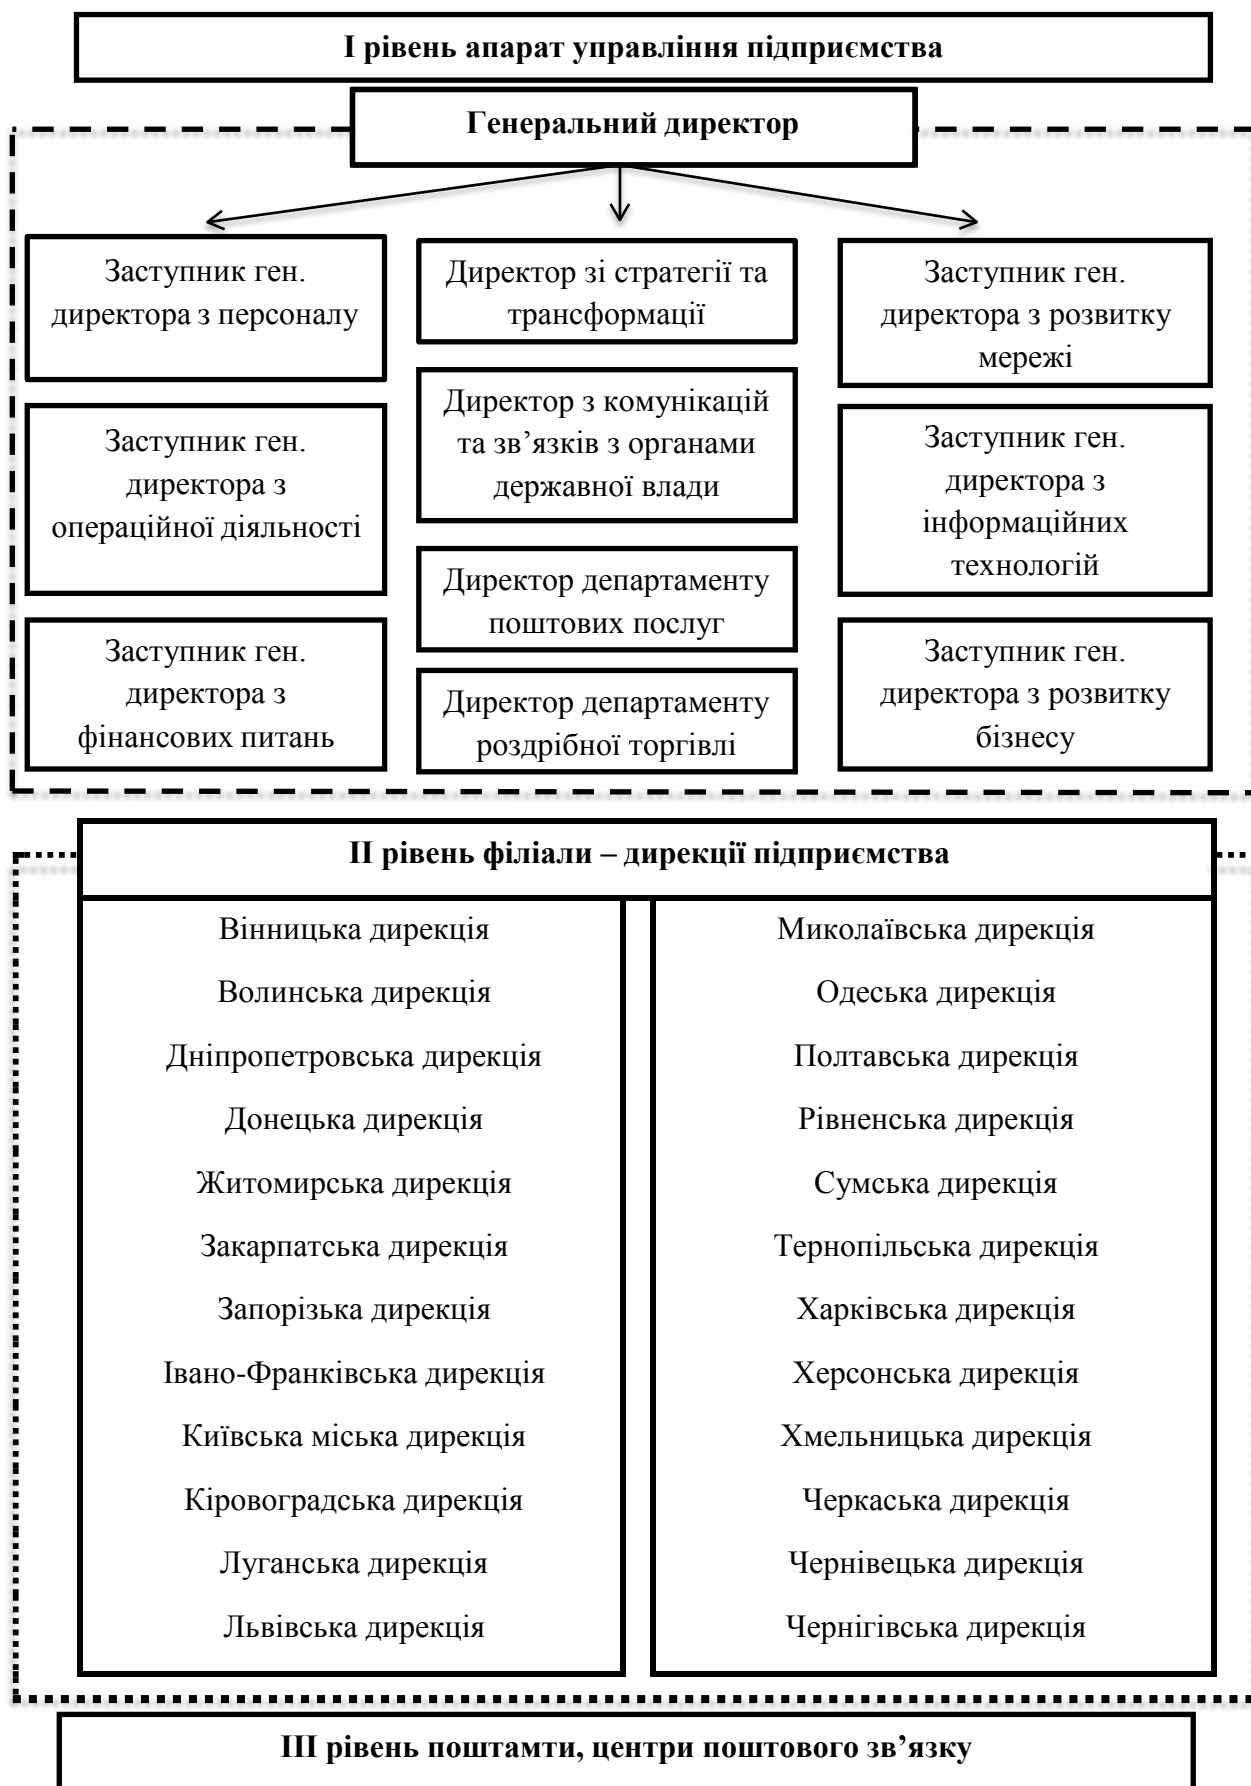 І рівень апарат управління підприємства
Генеральний директор
Заступник ген.
директора з персоналу
Заступник ген.
директора з
операційної діяльності
Заступник ген.
директора з
фінансових питань
Директор зі стратегії та
трансформації
Директор з комунікацій
та зв’язків з органами
державної влади
Директор департаменту
поштових послуг
Директор департаменту
роздрібної торгівлі
Заступник ген.
директора з розвитку
мережі
Заступник ген.
директора з
інформаційних
технологій
Заступник ген.
директора з розвитку
бізнесу
ІІ рівень філіали – дирекції підприємства
Вінницька дирекція
Волинська дирекція
Дніпропетровська дирекція
Донецька дирекція
Житомирська дирекція
Закарпатська дирекція
Запорізька дирекція
Івано-Франківська дирекція
Київська міська дирекція
Кіровоградська дирекція
Луганська дирекція
Львівська дирекція
Миколаївська дирекція
Одеська дирекція
Полтавська дирекція
Рівненська дирекція
Сумська дирекція
Тернопільська дирекція
Харківська дирекція
Херсонська дирекція
Хмельницька дирекція
Черкаська дирекція
Чернівецька дирекція
Чернігівська дирекція
ІІІ рівень поштамти, центри поштового зв’язку